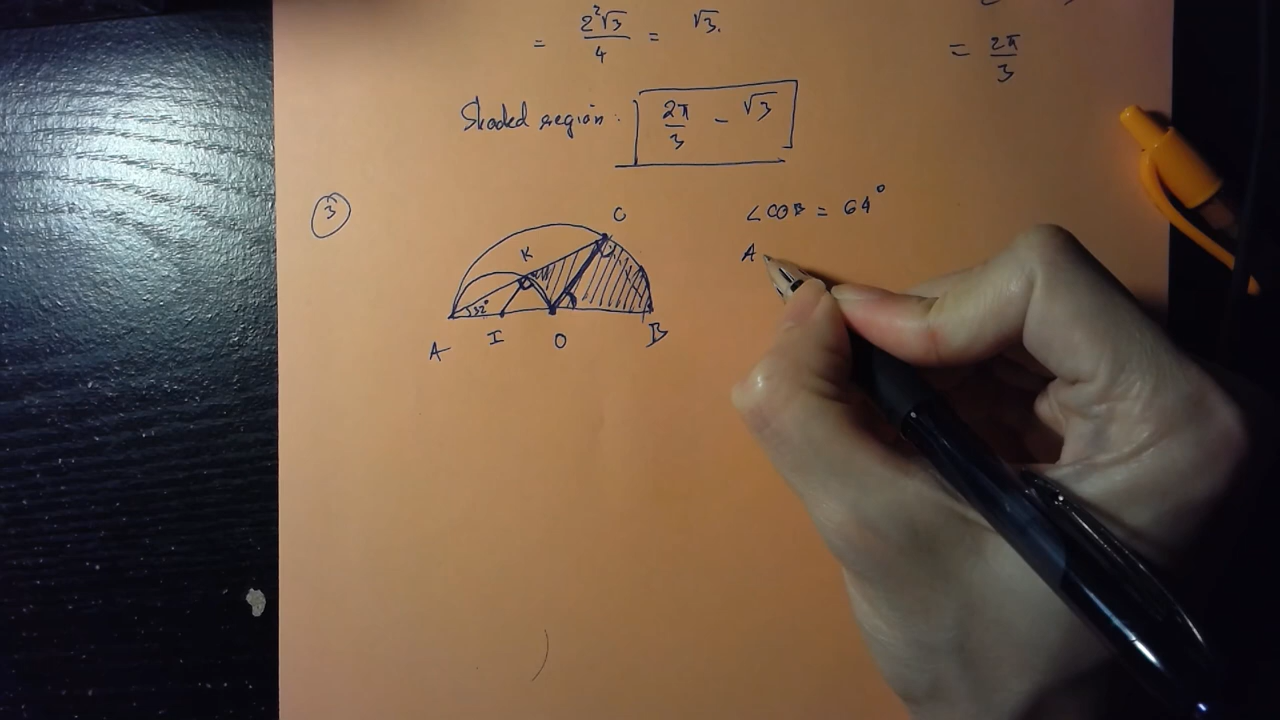 = 2²√3/4 = √3.
= 2π/3
Shaded region: 2π/3 - √3
3
∠COB = 64°
A
C
K
32°
A I O B